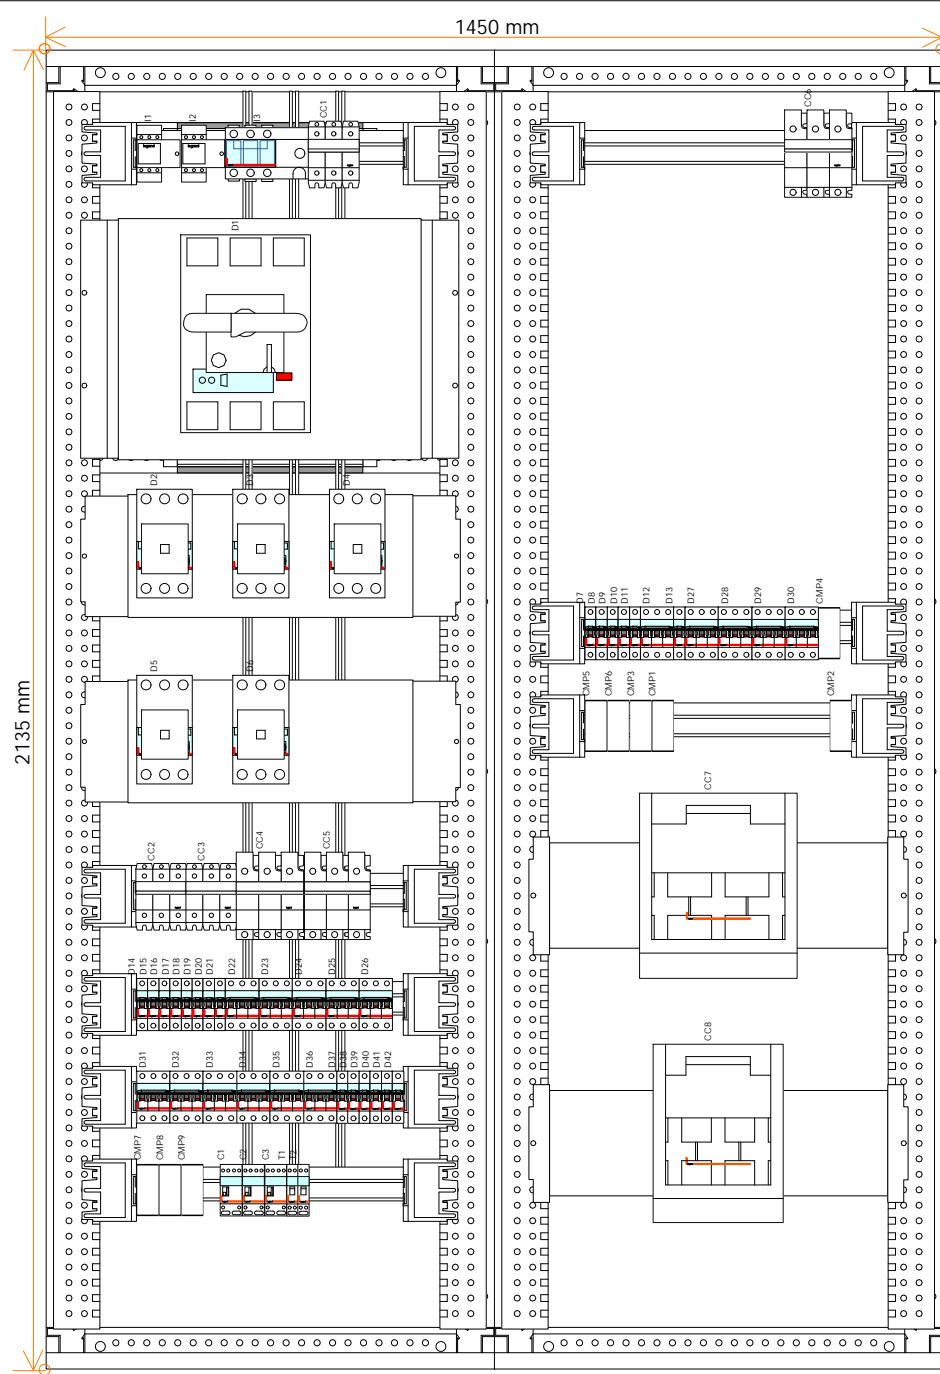 1450 mm
2135 mm
I1 I2 I3 CC1
CC6
D1
D2 D3 D4
D7 D8 D9 D10 D11 D12 D13 D27 D28 D29 D30 CMP4
D5 D6
CMP5 CMP6 CMP3 CMP1 CMP2
CC7
CC2 CC3 CC4 CC5
D14 D15 D16 D17 D18 D19 D20 D21 D22 D23 D24 D25 D26
CC8
D31 D32 D33 D34 D35 D36 D37 D38 D39 D40 D41 D42
CMP7 CMP8 CMP9 C1 C2 C3 T1 T2